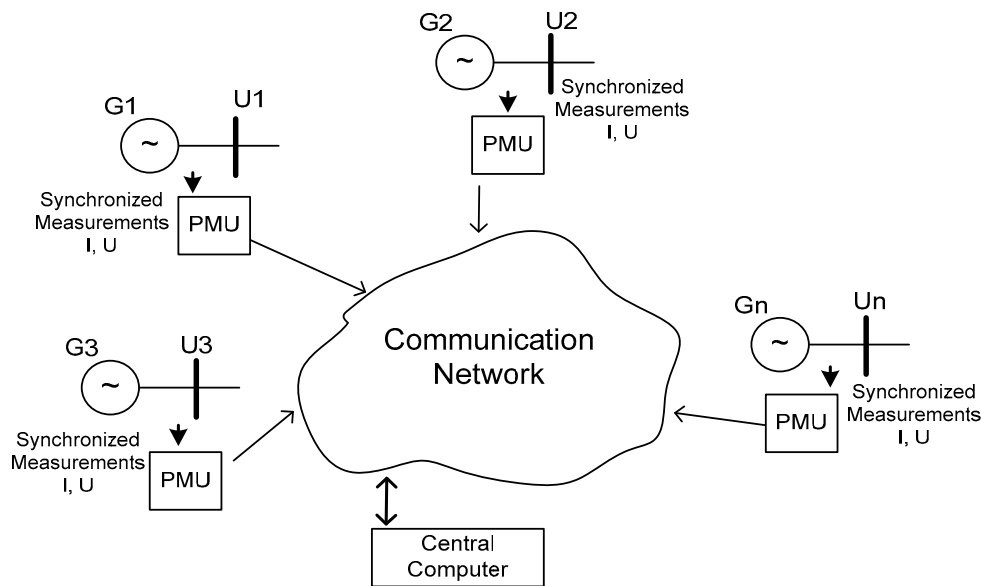 G2
U2
~
Synchronized
Measurements
I, U
PMU
G1
U1
~
Synchronized
Measurements
I, U
PMU
Communication
Network
Gn
Un
~
Synchronized
Measurements
I, U
PMU
G3
U3
~
Synchronized
Measurements
I, U
PMU
Central
Computer